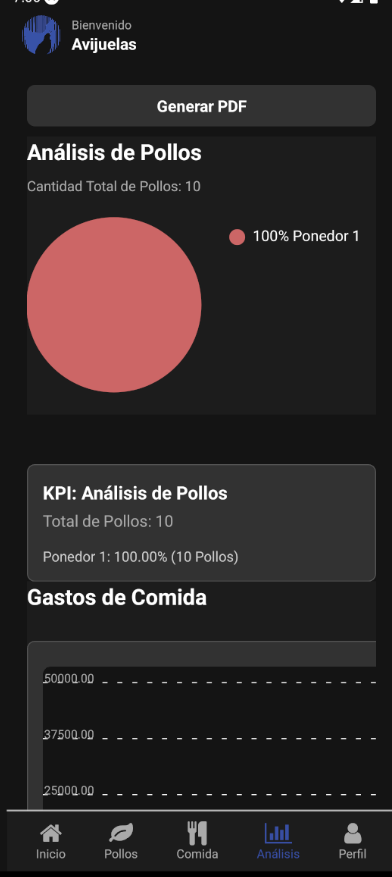 Bienvenido
Avijuelas
Generar PDF
Análisis de Pollos
Cantidad Total de Pollos: 10
100% Ponedor 1
KPI: Análisis de Pollos
Total de Pollos: 10
Ponedor 1: 100.00% (10 Pollos)
Gastos de Comida
50000.00
37500.00
25000.00
Inicio
Pollos
Comida
Análisis
Perfil